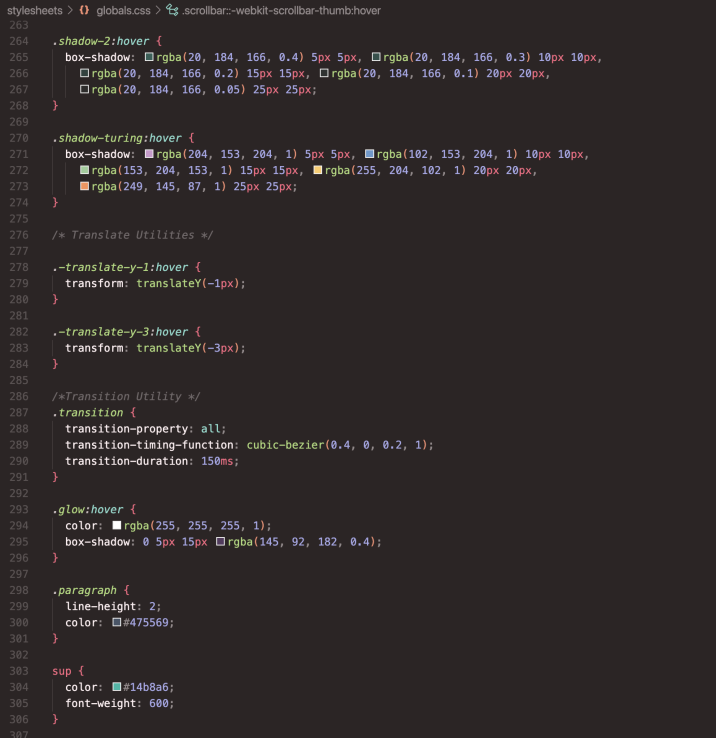 stylesheets > {} globals.css > .scrollbar::-webkit-scrollbar-thumb:hover
263
264 .shadow-2:hover {
265 box-shadow: rgba(20, 184, 166, 0.4) 5px 5px, rgba(20, 184, 166, 0.3) 10px 10px,
266 rgba(20, 184, 166, 0.2) 15px 15px, rgba(20, 184, 166, 0.1) 20px 20px,
267 rgba(20, 184, 166, 0.05) 25px 25px;
268 }
269
270 .shadow-turing:hover {
271 box-shadow: rgba(204, 153, 204, 1) 5px 5px, rgba(102, 153, 204, 1) 10px 10px,
272 rgba(153, 204, 153, 1) 15px 15px, rgba(255, 204, 102, 1) 20px 20px,
273 rgba(249, 145, 87, 1) 25px 25px;
274 }
275
276 /* Translate Utilities */
277
278 .-translate-y-1:hover {
279 transform: translateY(-1px);
280 }
281
282 .-translate-y-3:hover {
283 transform: translateY(-3px);
284 }
285
286 /*Transition Utility */
287 .transition {
288 transition-property: all;
289 transition-timing-function: cubic-bezier(0.4, 0, 0.2, 1);
290 transition-duration: 150ms;
291 }
292
293 .glow:hover {
294 color: rgba(255, 255, 255, 1);
295 box-shadow: 0 5px 15px rgba(145, 92, 182, 0.4);
296 }
297
298 .paragraph {
299 line-height: 2;
300 color: #475569;
301 }
302
303 sup {
304 color: #14b8a6;
305 font-weight: 600;
306 }
307